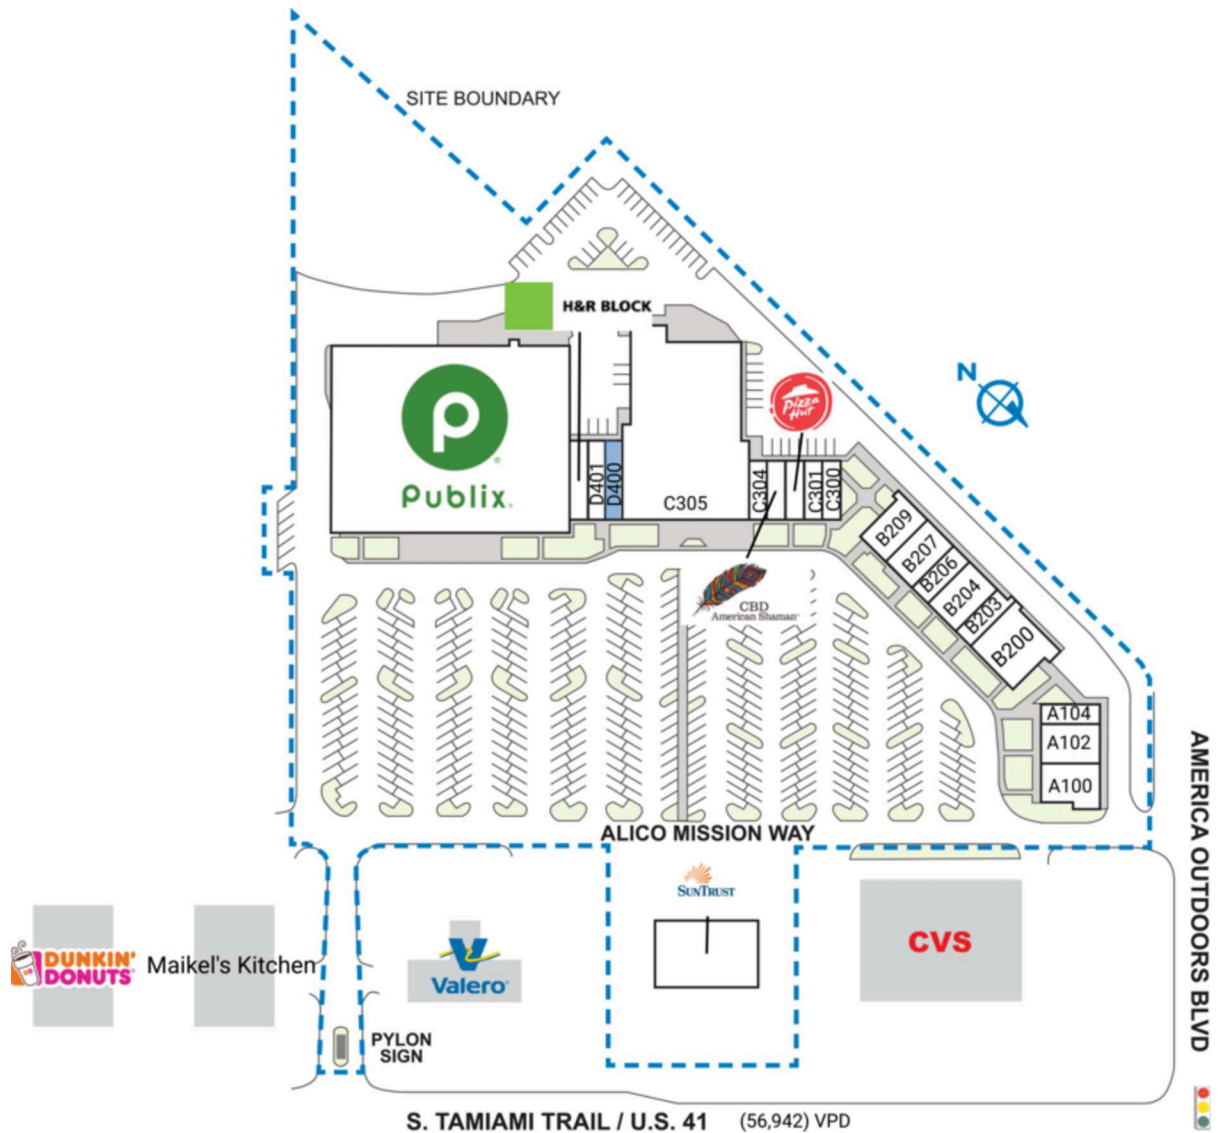 SITE BOUNDARY
H&R BLOCK
N
Pizza
Hut
p
Publix
D401
D400
C305
C304
C301
C300
B209
B207
B206
B204
B203
B200
CBD
American Shaman
A104
A102
A100
ALICO MISSION WAY
AMERICA OUTDOORS BLVD
SUNTRUST
CVS
DUNKIN'
DONUTS
Maikel's Kitchen
V
Valero
PYLON
SIGN
S. TAMIAMI TRAIL / U.S. 41 (56,942) VPD